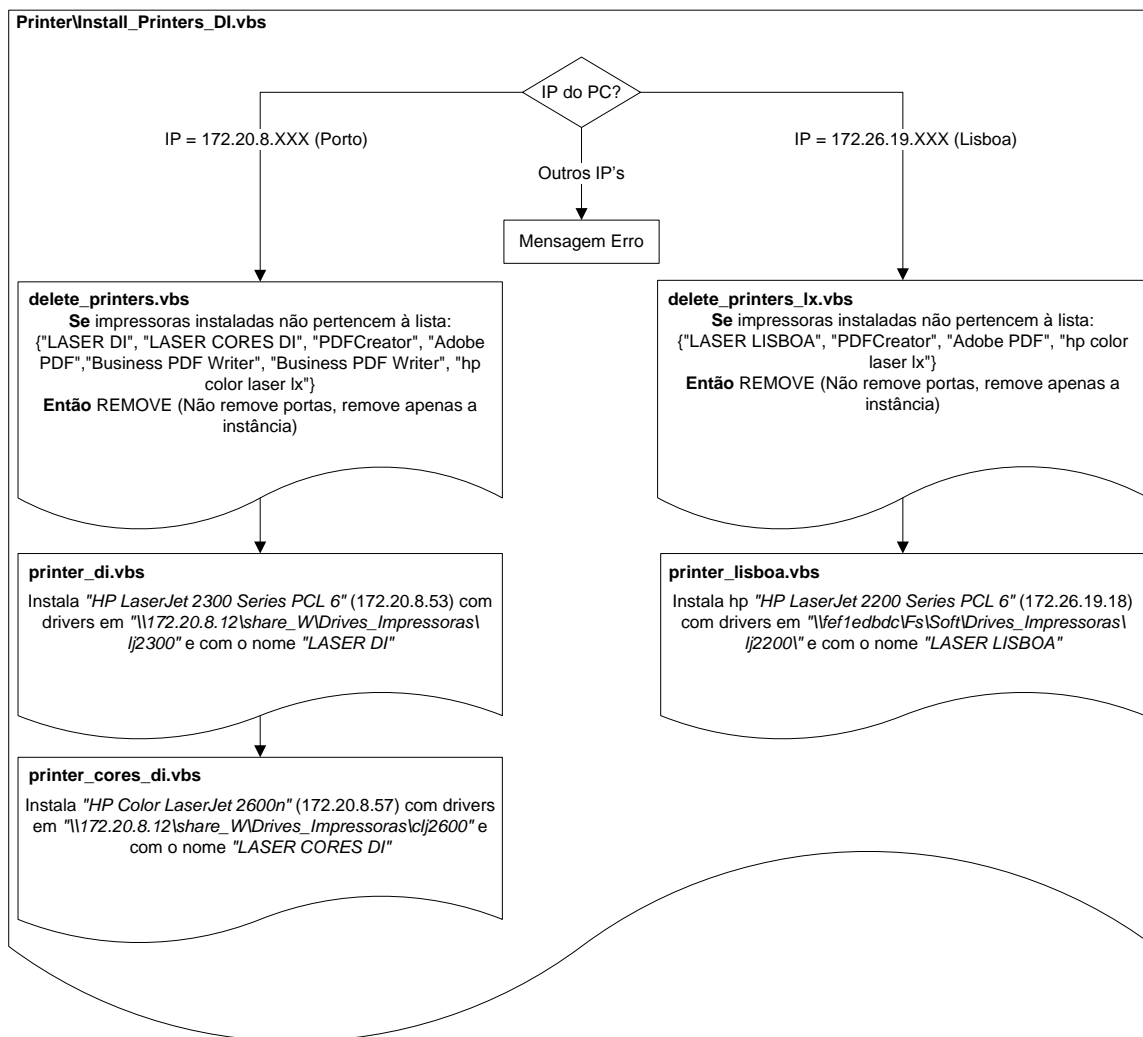 Printer\Install_Printers_DI.vbs
IP do PC?
IP = 172.20.8.XXX (Porto)
IP = 172.26.19.XXX (Lisboa)
Outros IP's
Mensagem Erro
delete_printers.vbs
Se impressoras instaladas não pertencem à lista:
{"LASER DI", "LASER CORES DI", "PDFCreator", "Adobe
PDF","Business PDF Writer", "Business PDF Writer", "hp
color laser lx"}
Então REMOVE (Não remove portas, remove apenas a
instância)
delete_printers_lx.vbs
Se impressoras instaladas não pertencem à lista:
{"LASER LISBOA", "PDFCreator", "Adobe PDF", "hp color
laser lx"}
Então REMOVE (Não remove portas, remove apenas a
instância)
printer_di.vbs
Instala "HP LaserJet 2300 Series PCL 6" (172.20.8.53) com
drivers em "\\172.20.8.12\share_W\Drives_Impressoras\
lj2300" e com o nome "LASER DI"
printer_lisboa.vbs
Instala hp "HP LaserJet 2200 Series PCL 6" (172.26.19.18)
com drivers em "\\fef1edbdc\Fs\Soft\Drives_Impressoras\
lj2200\" e com o nome "LASER LISBOA"
printer_cores_di.vbs
Instala "HP Color LaserJet 2600n" (172.20.8.57) com drivers
em "\\172.20.8.12\share_W\Drives_Impressoras\clj2600" e
com o nome "LASER CORES DI"